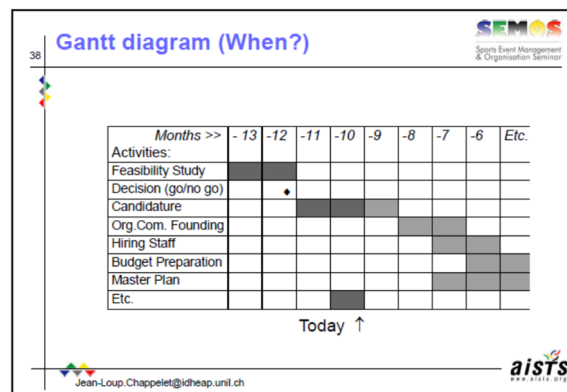 38
Gantt diagram (When?)
SEMOS
Sports Event Management
& Organisation Seminar
Months >> - 13 -12 -11 -10 -9 -8 -7 -6 Etc.
Activities:
Feasibility Study
Decision (go/no go)
Candidature
Org.Com. Founding
Hiring Staff
Budget Preparation
Master Plan
Etc.
Today ↑
Jean-Loup.Chappelet@idheap.unil.ch
aisTs
www.aists.org